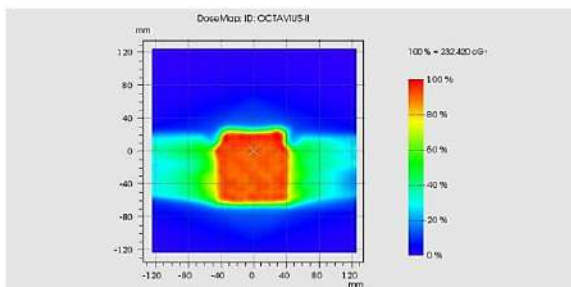 DoseMap: ID: OCTAVIUS-II
mm
100 % = 232.420 cGy
120
80
40
0
-40
-80
-120
100 %
80 %
60 %
40 %
20 %
0 %
-120 -80 -40 0 40 80 120
mm